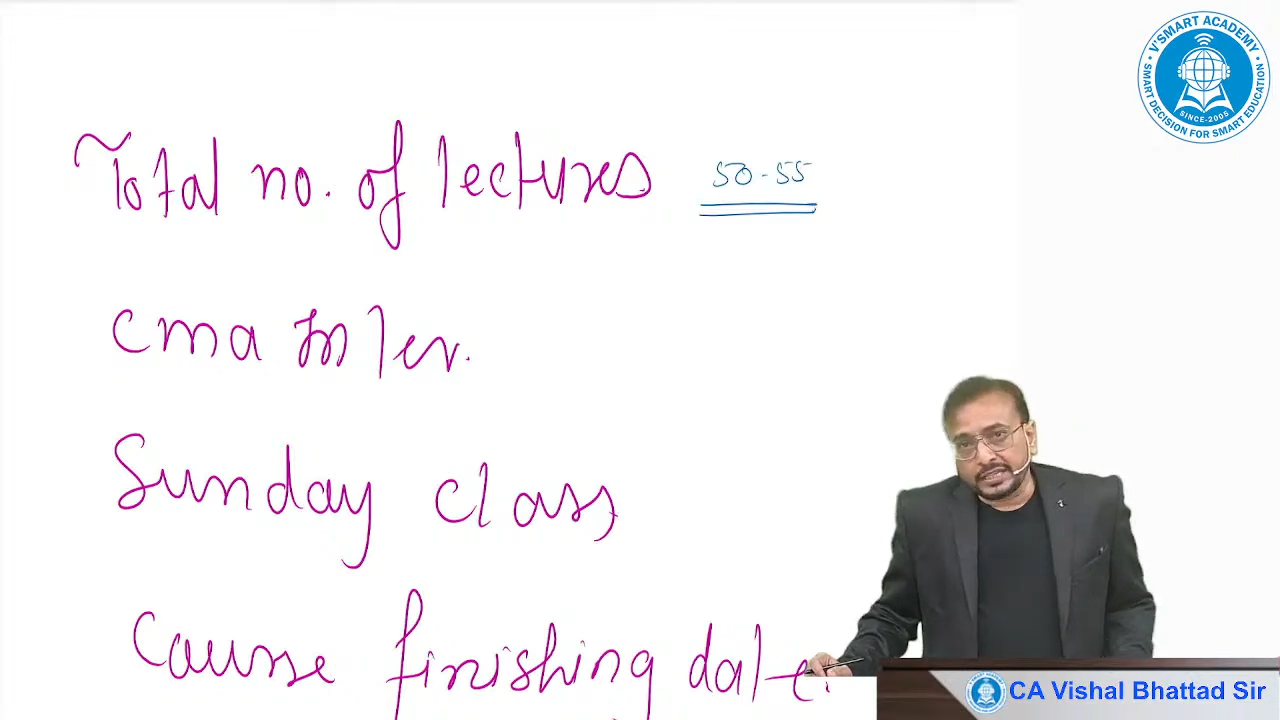 Total no. of lectures 50-55
cma Inter.
Sunday class
Course finishing date.
V'SMART ACADEMY
SMART DECISION FOR SMART EDUCATION
SINCE-2005
CA Vishal Bhattad Sir